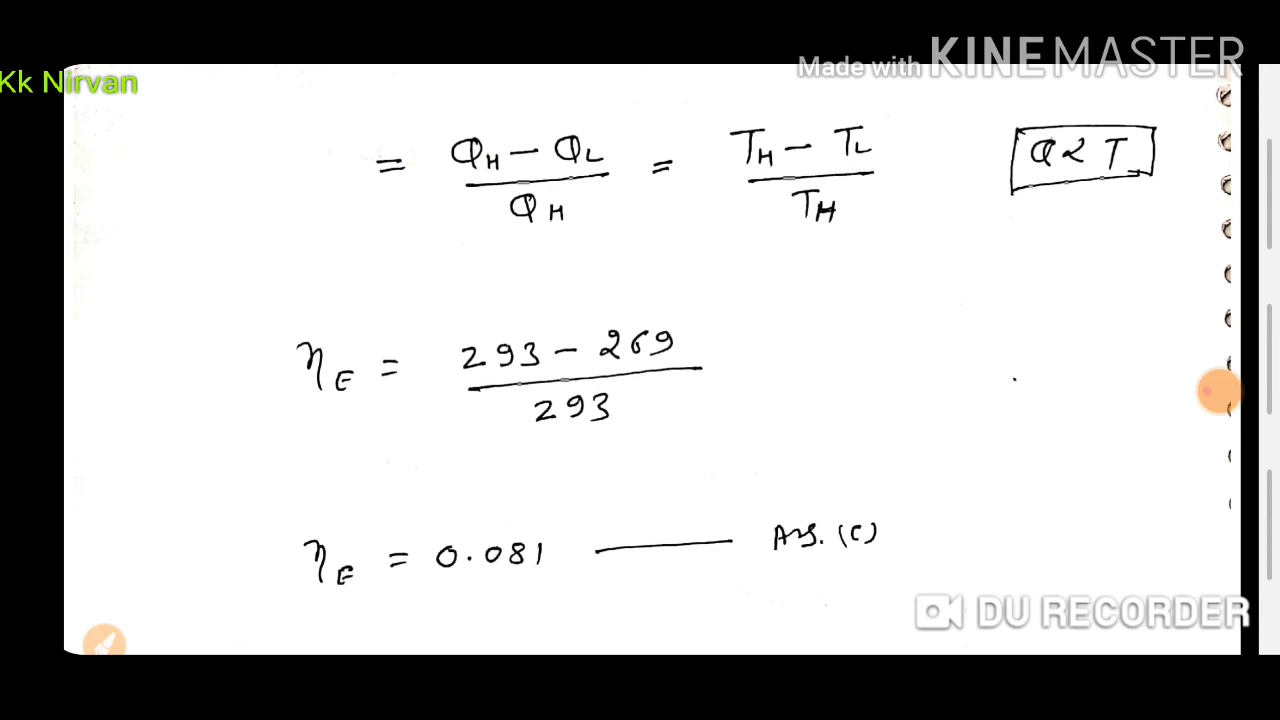 Made with KINEMASTER
Kk Nirvan
= Q_H - Q_L / Q_H = T_H - T_L / T_H   Q ∝ T
η_E = 293 - 269 / 293
η_E = 0.081 —— Ans. (C)
DU RECORDER